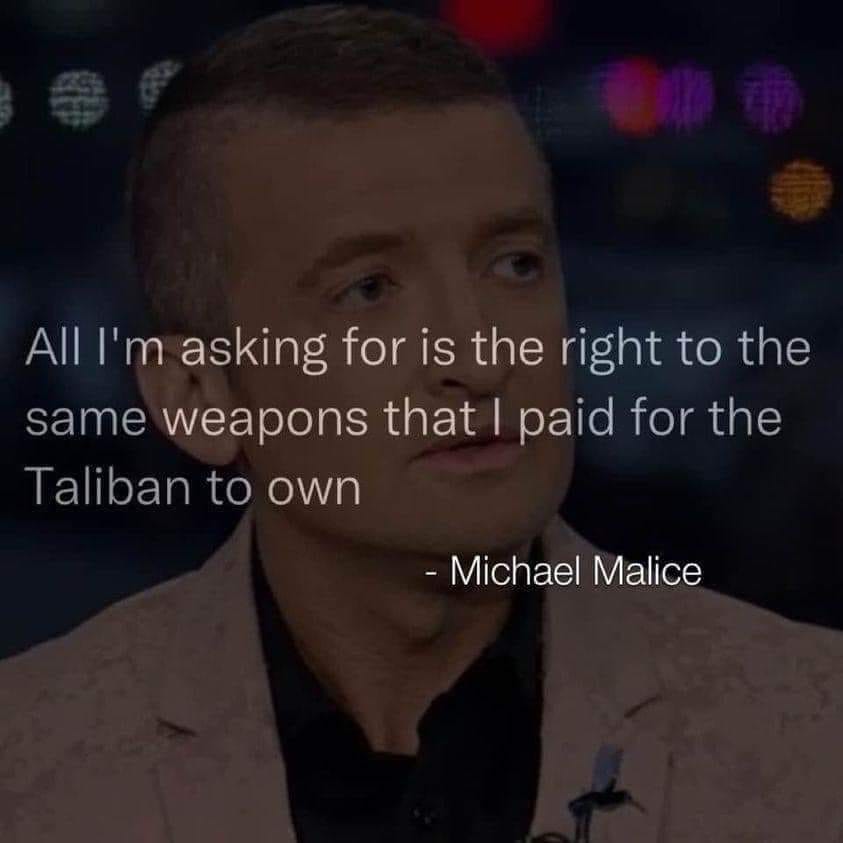 All I'm asking for is the right to the
same weapons that I paid for the
Taliban to own
- Michael Malice